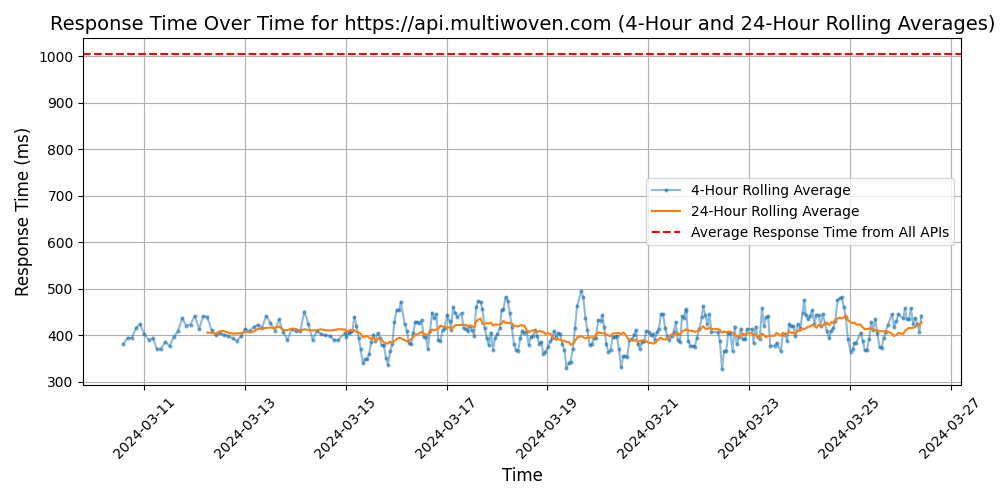 Response Time Over Time for https://api.multiwoven.com (4-Hour and 24-Hour Rolling Averages)
Response Time (ms)
1000
900
800
700
600
500
400
300
4-Hour Rolling Average
24-Hour Rolling Average
Average Response Time from All APIs
2024-03-11
2024-03-13
2024-03-15
2024-03-17
2024-03-19
2024-03-21
2024-03-23
2024-03-25
2024-03-27
Time